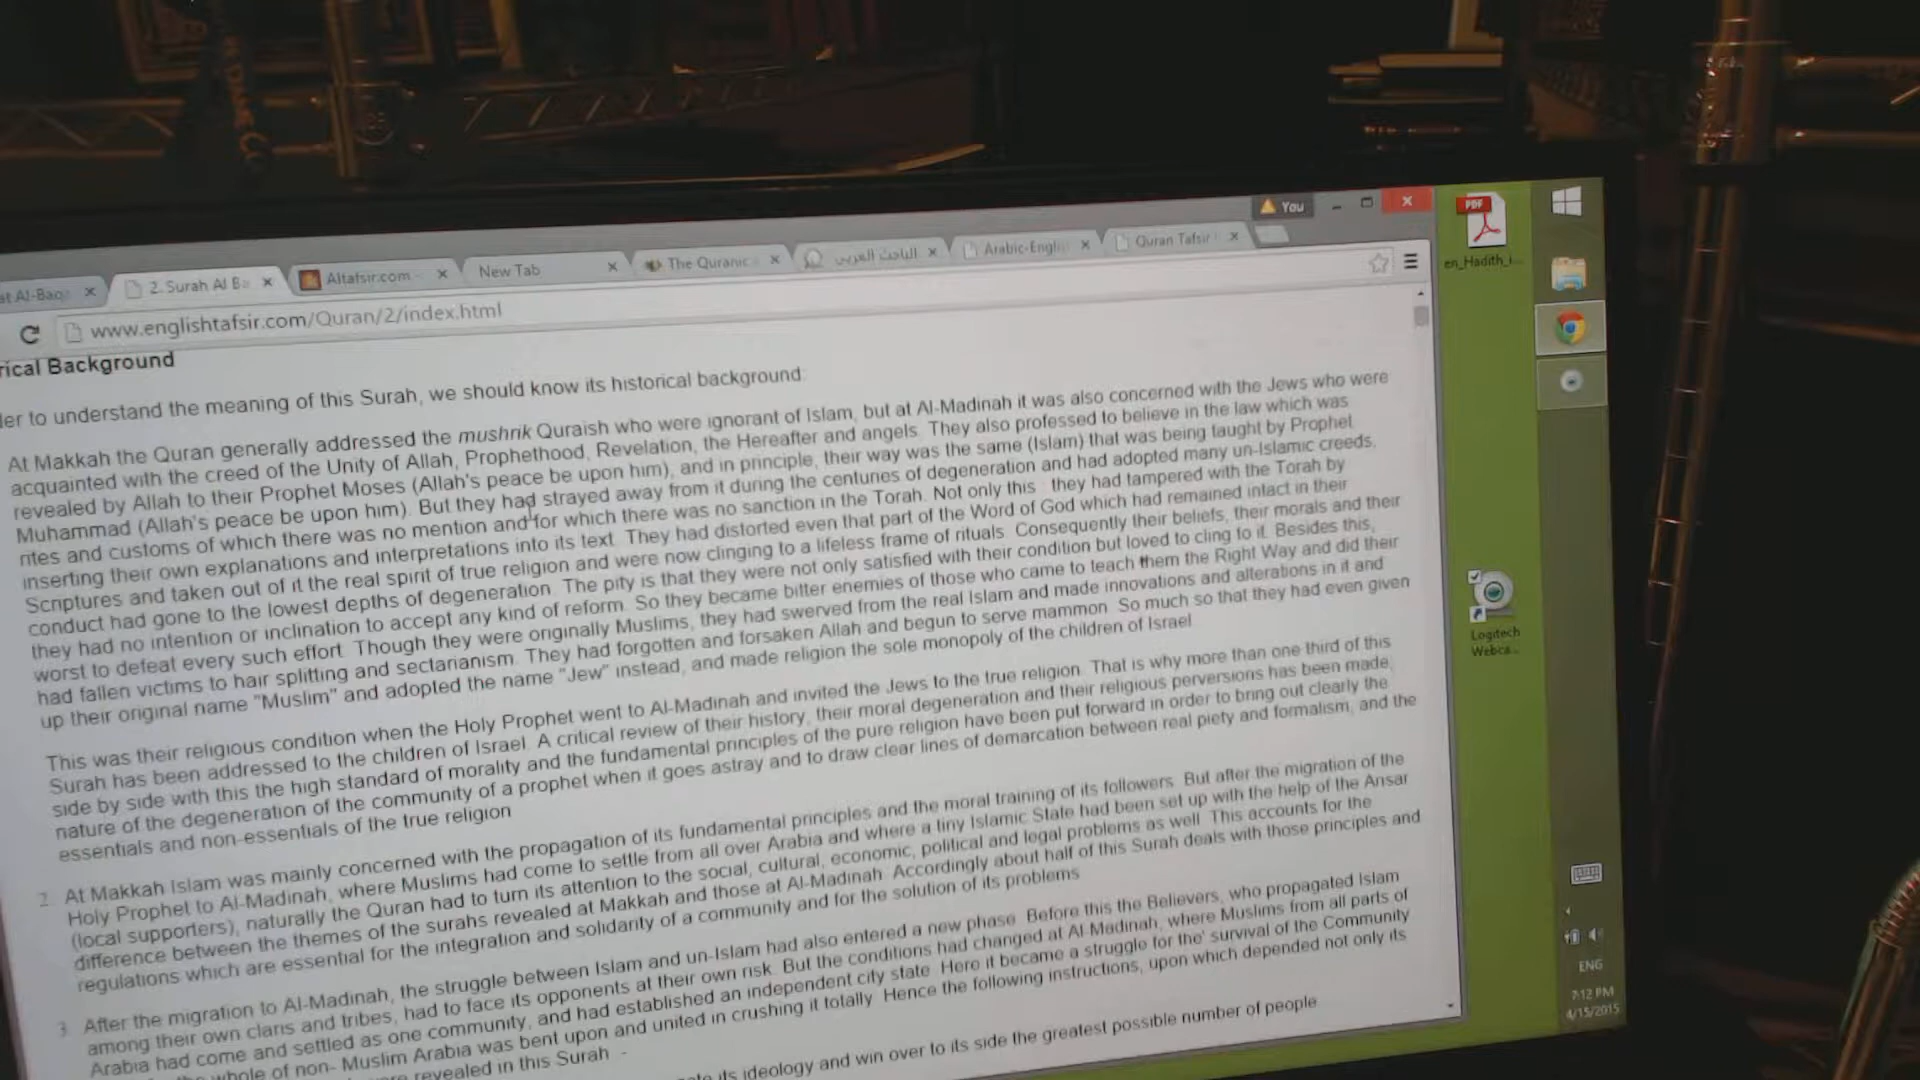 You
at Al-Baqa
2. Surah Al Ba
Altafsir.com -
New Tab
The Quranic
الباحث العربي
Arabic-Englis
Quran Tafsir
www.englishtafsir.com/Quran/2/index.html
rical Background
der to understand the meaning of this Surah, we should know its historical background:
At Makkah the Quran generally addressed the mushrik Quraish who were ignorant of Islam, but at Al-Madinah it was also concerned with the Jews who were
acquainted with the creed of the Unity of Allah, Prophethood, Revelation, the Hereafter and angels. They also professed to believe in the law which was
revealed by Allah to their Prophet Moses (Allah's peace be upon him), and in principle, their way was the same (Islam) that was being taught by Prophet
Muhammad (Allah's peace be upon him). But they had strayed away from it during the centunes of degeneration and had adopted many un-Islamic creeds,
rites and customs of which there was no mention and for which there was no sanction in the Torah. Not only this : they had tampered with the Torah by
inserting their own explanations and interpretations into its text. They had distorted even that part of the Word of God which had remained intact in their
Scriptures and taken out of it the real spirit of true religion and were now clinging to a lifeless frame of rituals. Consequently their beliefs, their morals and their
conduct had gone to the lowest depths of degeneration. The pity is that they were not only satisfied with their condition but loved to cling to it. Besides this,
they had no intention or inclination to accept any kind of reform. So they became bitter enemies of those who came to teach them the Right Way and did their
worst to defeat every such effort. Though they were originally Muslims, they had swerved from the real Islam and made innovations and alterations in it and
had fallen victims to hair splitting and sectarianism. They had forgotten and forsaken Allah and begun to serve mammon. So much so that they had even given
up their original name "Muslim" and adopted the name "Jew" instead, and made religion the sole monopoly of the children of Israel.
This was their religious condition when the Holy Prophet went to Al-Madinah and invited the Jews to the true religion. That is why more than one third of this
Surah has been addressed to the children of Israel. A critical review of their history, their moral degeneration and their religious perversions has been made;
side by side with this the high standard of morality and the fundamental principles of the pure religion have been put forward in order to bring out clearly the
nature of the degeneration of the community of a prophet when it goes astray and to draw clear lines of demarcation between real piety and formalism, and the
essentials and non-essentials of the true religion.
2. At Makkah Islam was mainly concerned with the propagation of its fundamental principles and the moral training of its followers. But after the migration of the
Holy Prophet to Al-Madinah, where Muslims had come to settle from all over Arabia and where a tiny Islamic State had been set up with the help of the Ansar
(local supporters), naturally the Quran had to turn its attention to the social, cultural, economic, political and legal problems as well. This accounts for the
difference between the themes of the surahs revealed at Makkah and those at Al-Madinah. Accordingly about half of this Surah deals with those principles and
regulations which are essential for the integration and solidarity of a community and for the solution of its problems.
3. After the migration to Al-Madinah, the struggle between Islam and un-Islam had also entered a new phase. Before this the Believers, who propagated Islam
among their own clans and tribes, had to face its opponents at their own risk. But the conditions had changed at Al-Madinah, where Muslims from all parts of
Arabia had come and settled as one community, and had established an independent city state. Here it became a struggle for the' survival of the Community
the whole of non- Muslim Arabia was bent upon and united in crushing it totally. Hence the following instructions, upon which depended not only its
revealed in this Surah : -
its ideology and win over to its side the greatest possible number of people
PDF
en_Hadith_i...
Logitech
Webca...
ENG
7:12 PM
4/15/2015